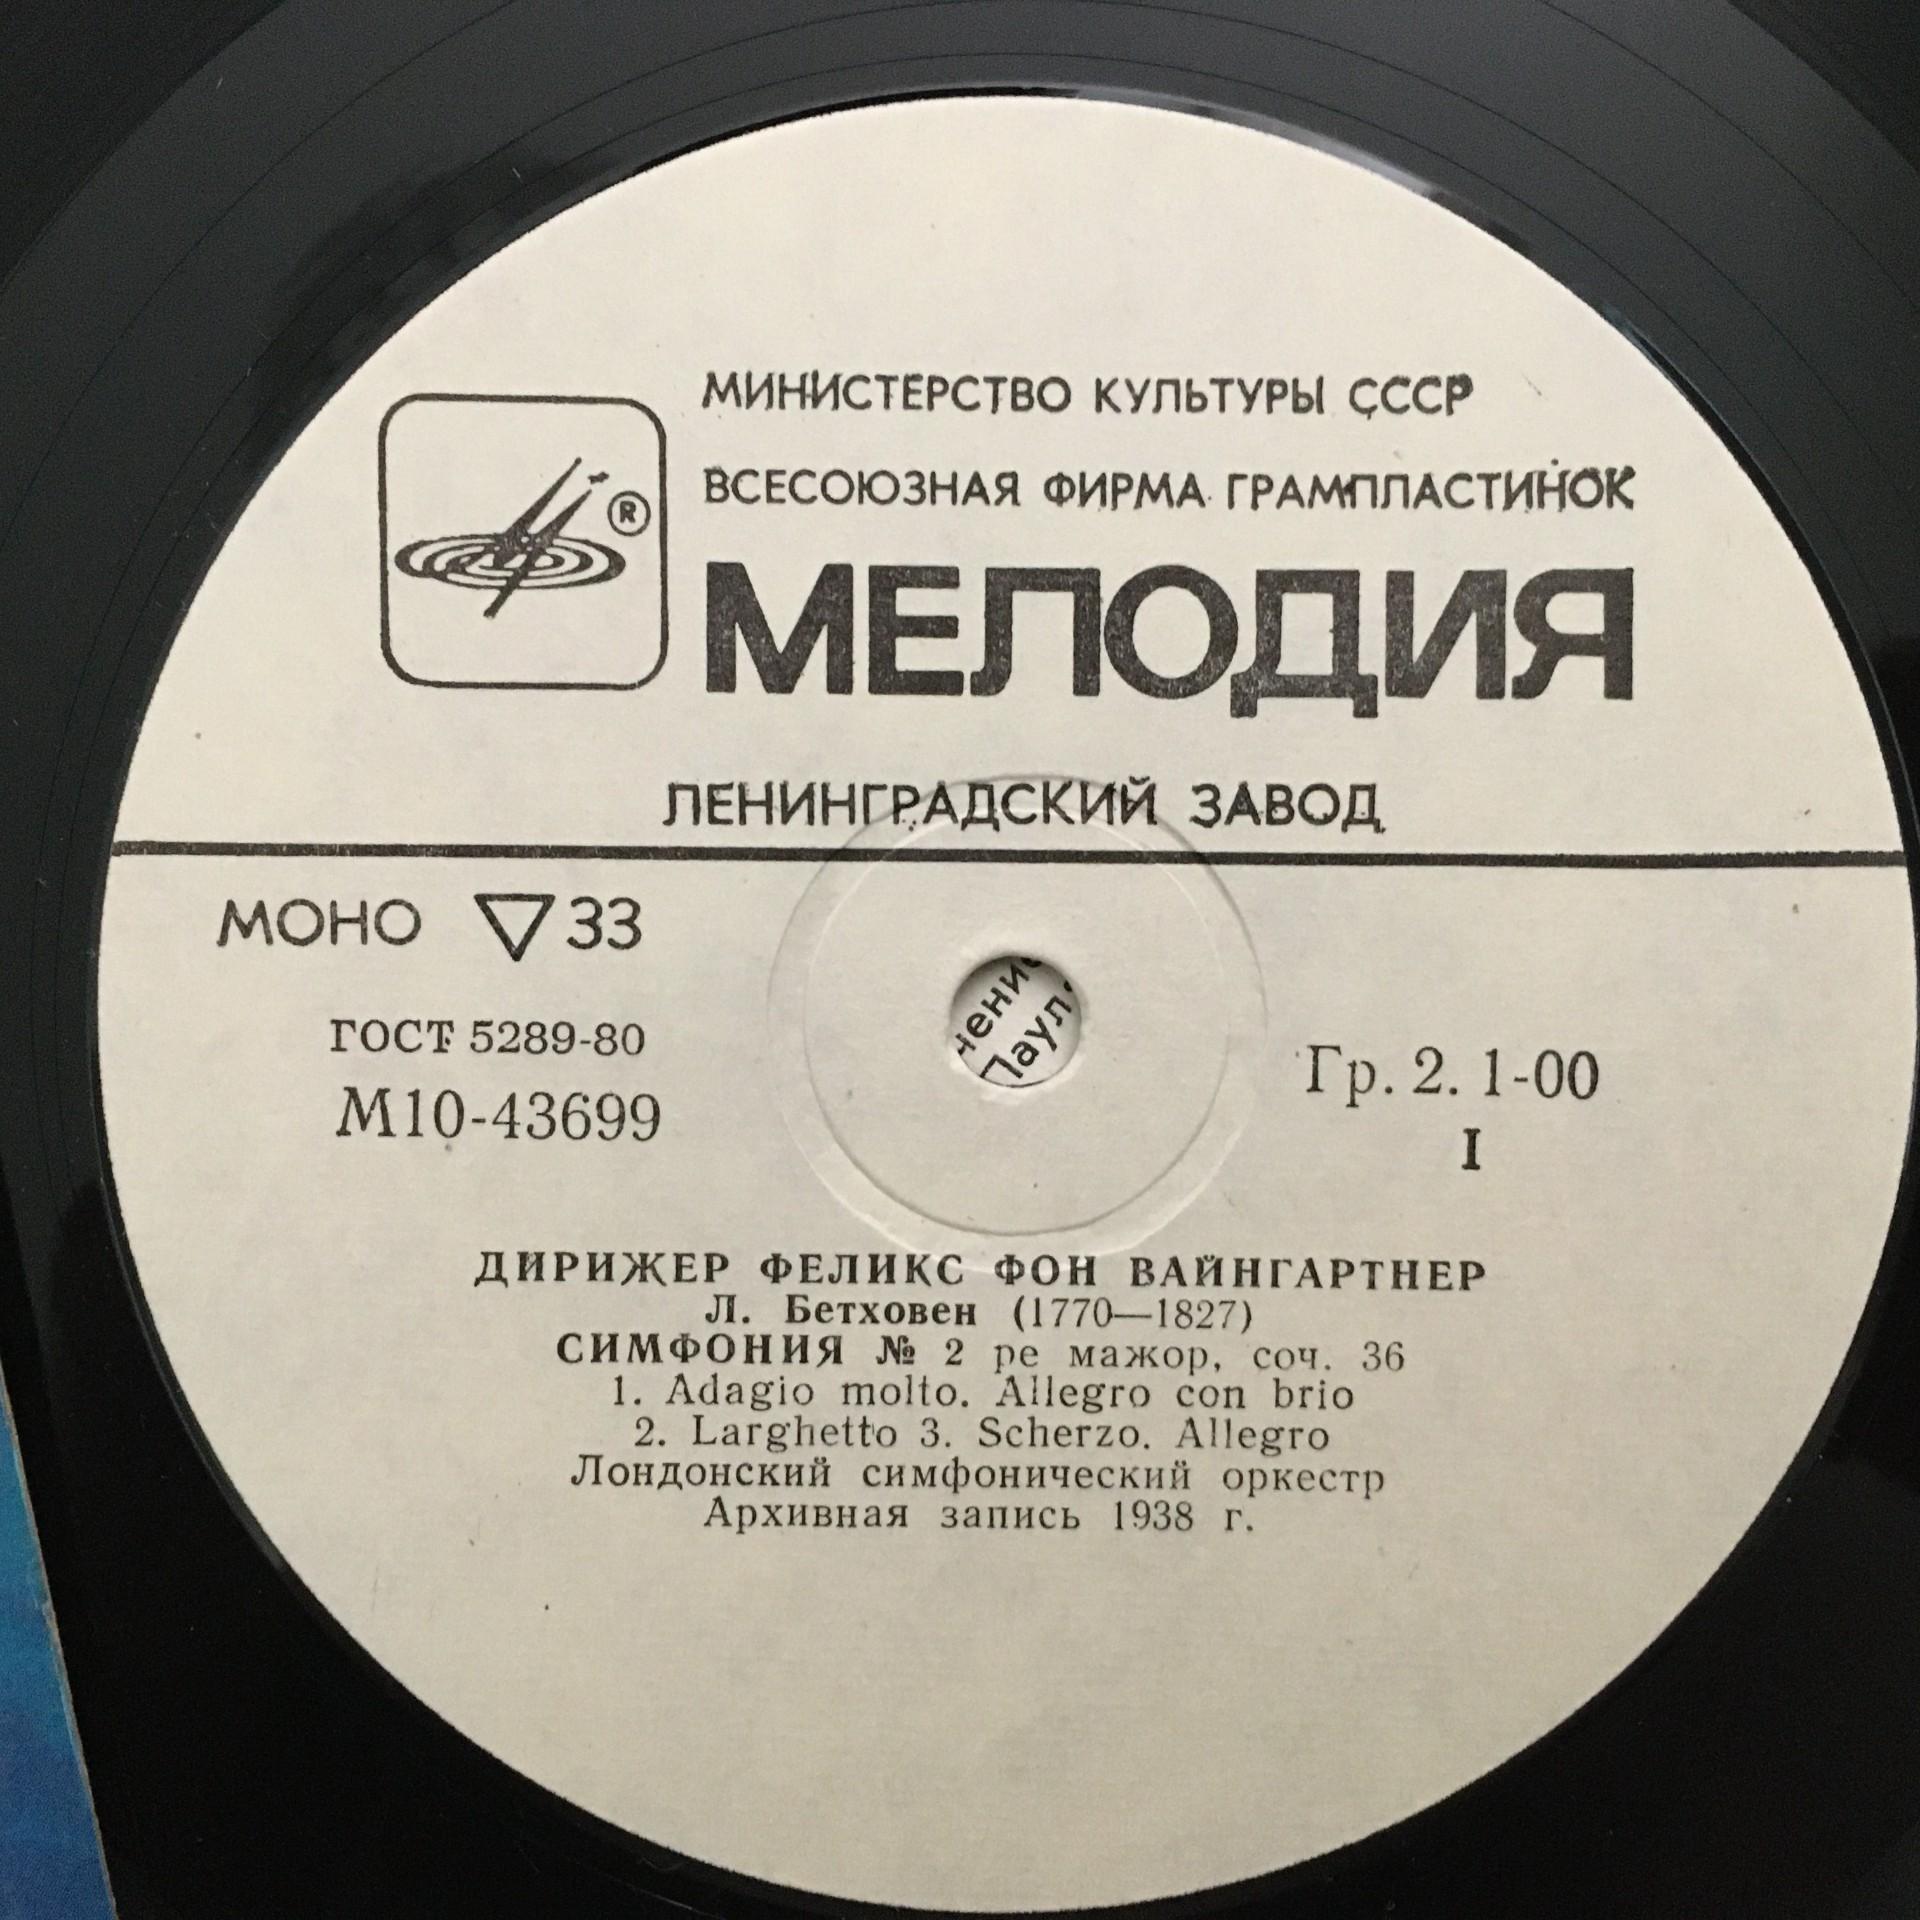 МИНИСТЕРСТВО КУЛЬТУРЫ СССР
ВСЕСОЮЗНАЯ ФИРМА ГРАМПЛАСТИНОК
®
МЕЛОДИЯ
ЛЕНИНГРАДСКИЙ ЗАВОД
МОНО ▽ 33
ГОСТ 5289-80
М10-43699
Гр. 2. 1-00
I
ДИРИЖЕР ФЕЛИКС ФОН ВАЙНГАРТНЕР
Л. Бетховен (1770—1827)
СИМФОНИЯ № 2 ре мажор, соч. 36
1. Adagio molto. Allegro con brio
2. Larghetto 3. Scherzo. Allegro
Лондонский симфонический оркестр
Архивная запись 1938 г.